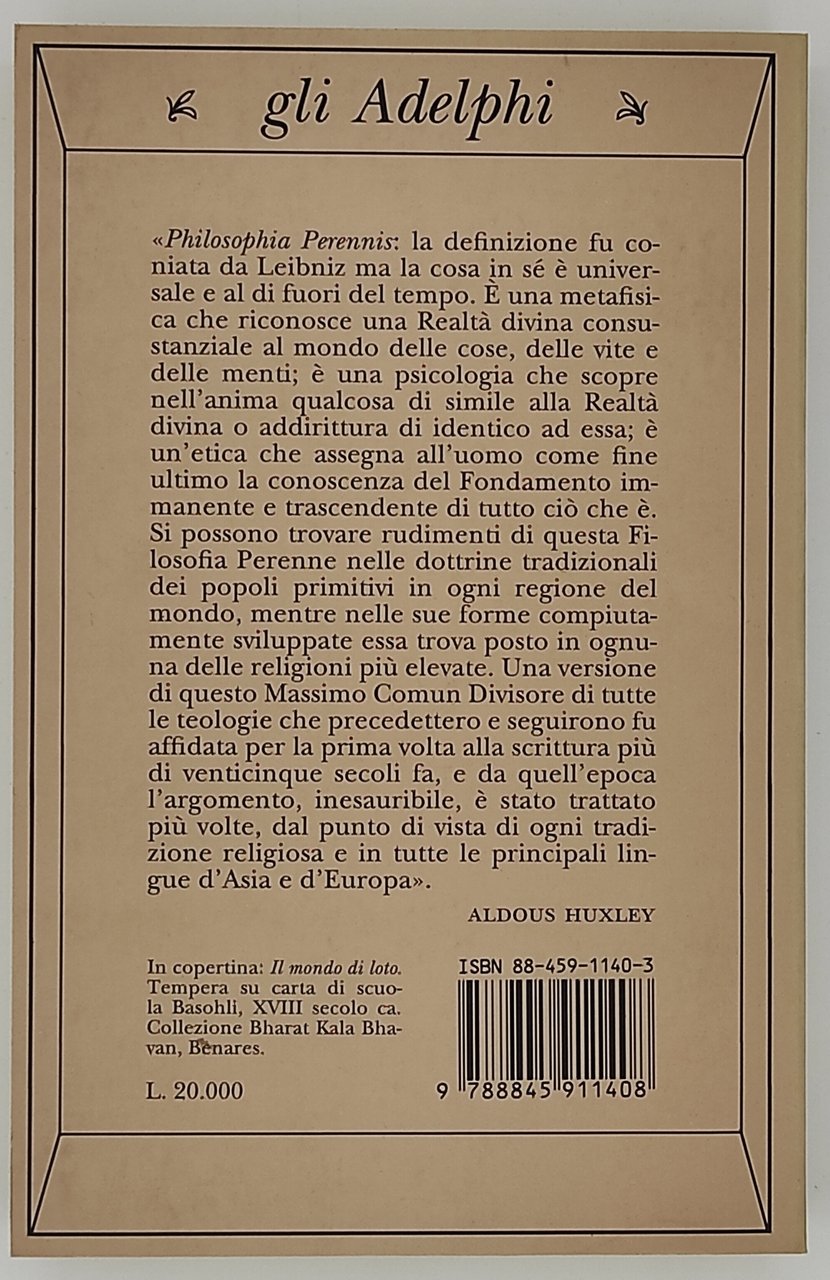 gli Adelphi
«Philosophia Perennis: la definizione fu co-
niata da Leibniz ma la cosa in sé è univer-
sale e al di fuori del tempo. È una metafisi-
ca che riconosce una Realtà divina consu-
stanziale al mondo delle cose, delle vite e
delle menti; è una psicologia che scopre
nell’anima qualcosa di simile alla Realtà
divina o addirittura di identico ad essa; è
un’etica che assegna all’uomo come fine
ultimo la conoscenza del Fondamento im-
manente e trascendente di tutto ciò che è.
Si possono trovare rudimenti di questa Fi-
losofia Perenne nelle dottrine tradizionali
dei popoli primitivi in ogni regione del
mondo, mentre nelle sue forme compiuta-
mente sviluppate essa trova posto in ognu-
na delle religioni più elevate. Una versione
di questo Massimo Comun Divisore di tutte
le teologie che precedettero e seguirono fu
affidata per la prima volta alla scrittura più
di venticinque secoli fa, e da quell’epoca
l’argomento, inesauribile, è stato trattato
più volte, dal punto di vista di ogni tradi-
zione religiosa e in tutte le principali lin-
gue d’Asia e d’Europa».
ALDOUS HUXLEY
In copertina: Il mondo di loto.
Tempera su carta di scuo-
la Basohli, XVIII secolo ca.
Collezione Bharat Kala Bha-
van, Benares.
L. 20.000
ISBN 88-459-1140-3
9 788845 911408